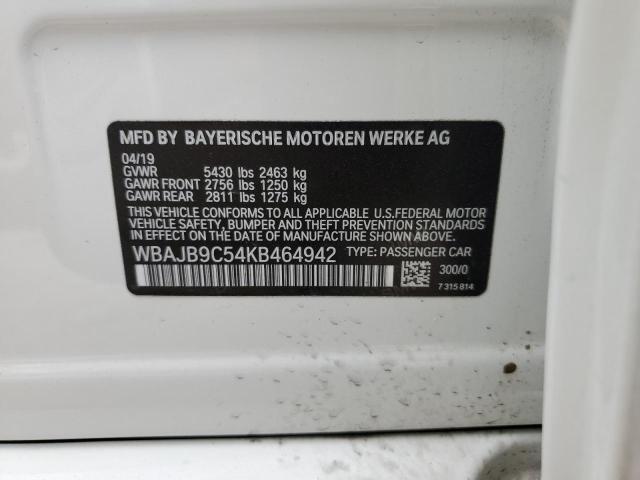 MFD BY BAYERISCHE MOTOREN WERKE AG
04/19
GVWR 5430 lbs 2463 kg
GAWR FRONT 2756 lbs 1250 kg
GAWR REAR 2811 lbs 1275 kg
THIS VEHICLE CONFORMS TO ALL APPLICABLE U.S.FEDERAL MOTOR
VEHICLE SAFETY, BUMPER AND THEFT PREVENTION STANDARDS
IN EFFECT ON THE DATE OF MANUFACTURE SHOWN ABOVE.
WBAJB9C54KB464942 TYPE: PASSENGER CAR
300/0
7 315 814